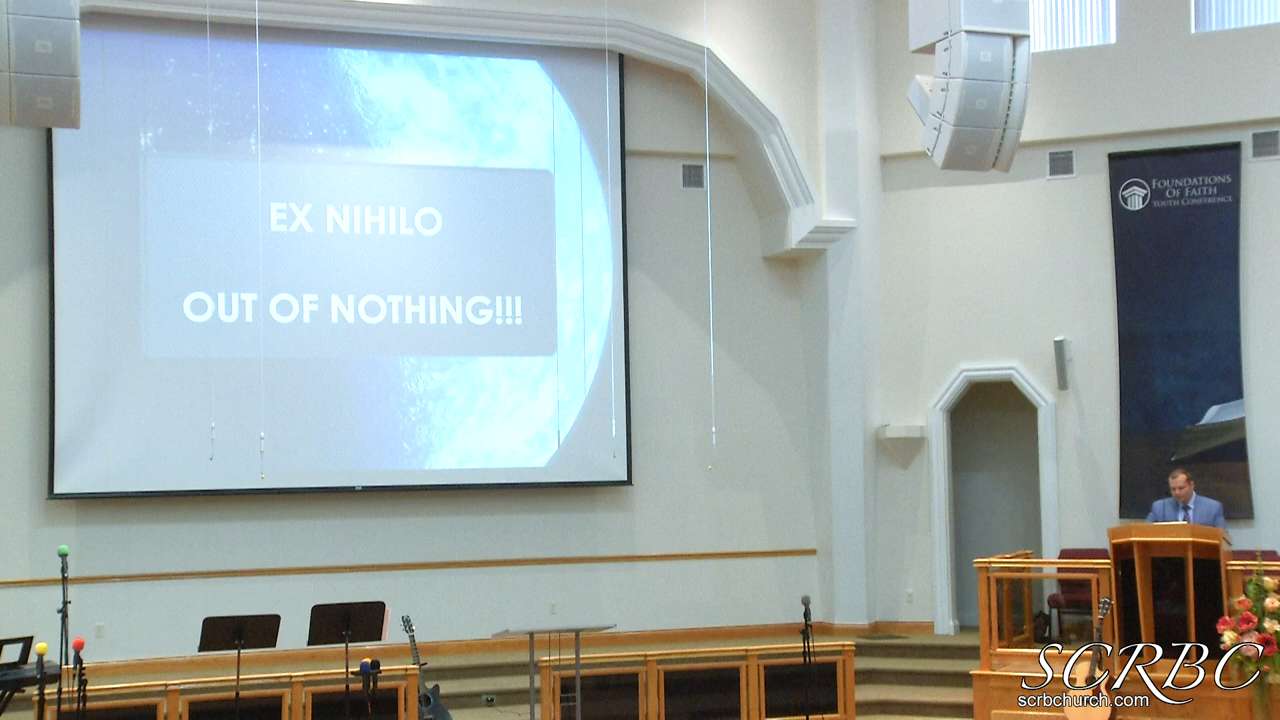 EX NIHILO
OUT OF NOTHING!!!
FOUNDATIONS
OF FAITH
YOUTH CONFERENCE
SCRBC
scrbchurch.com